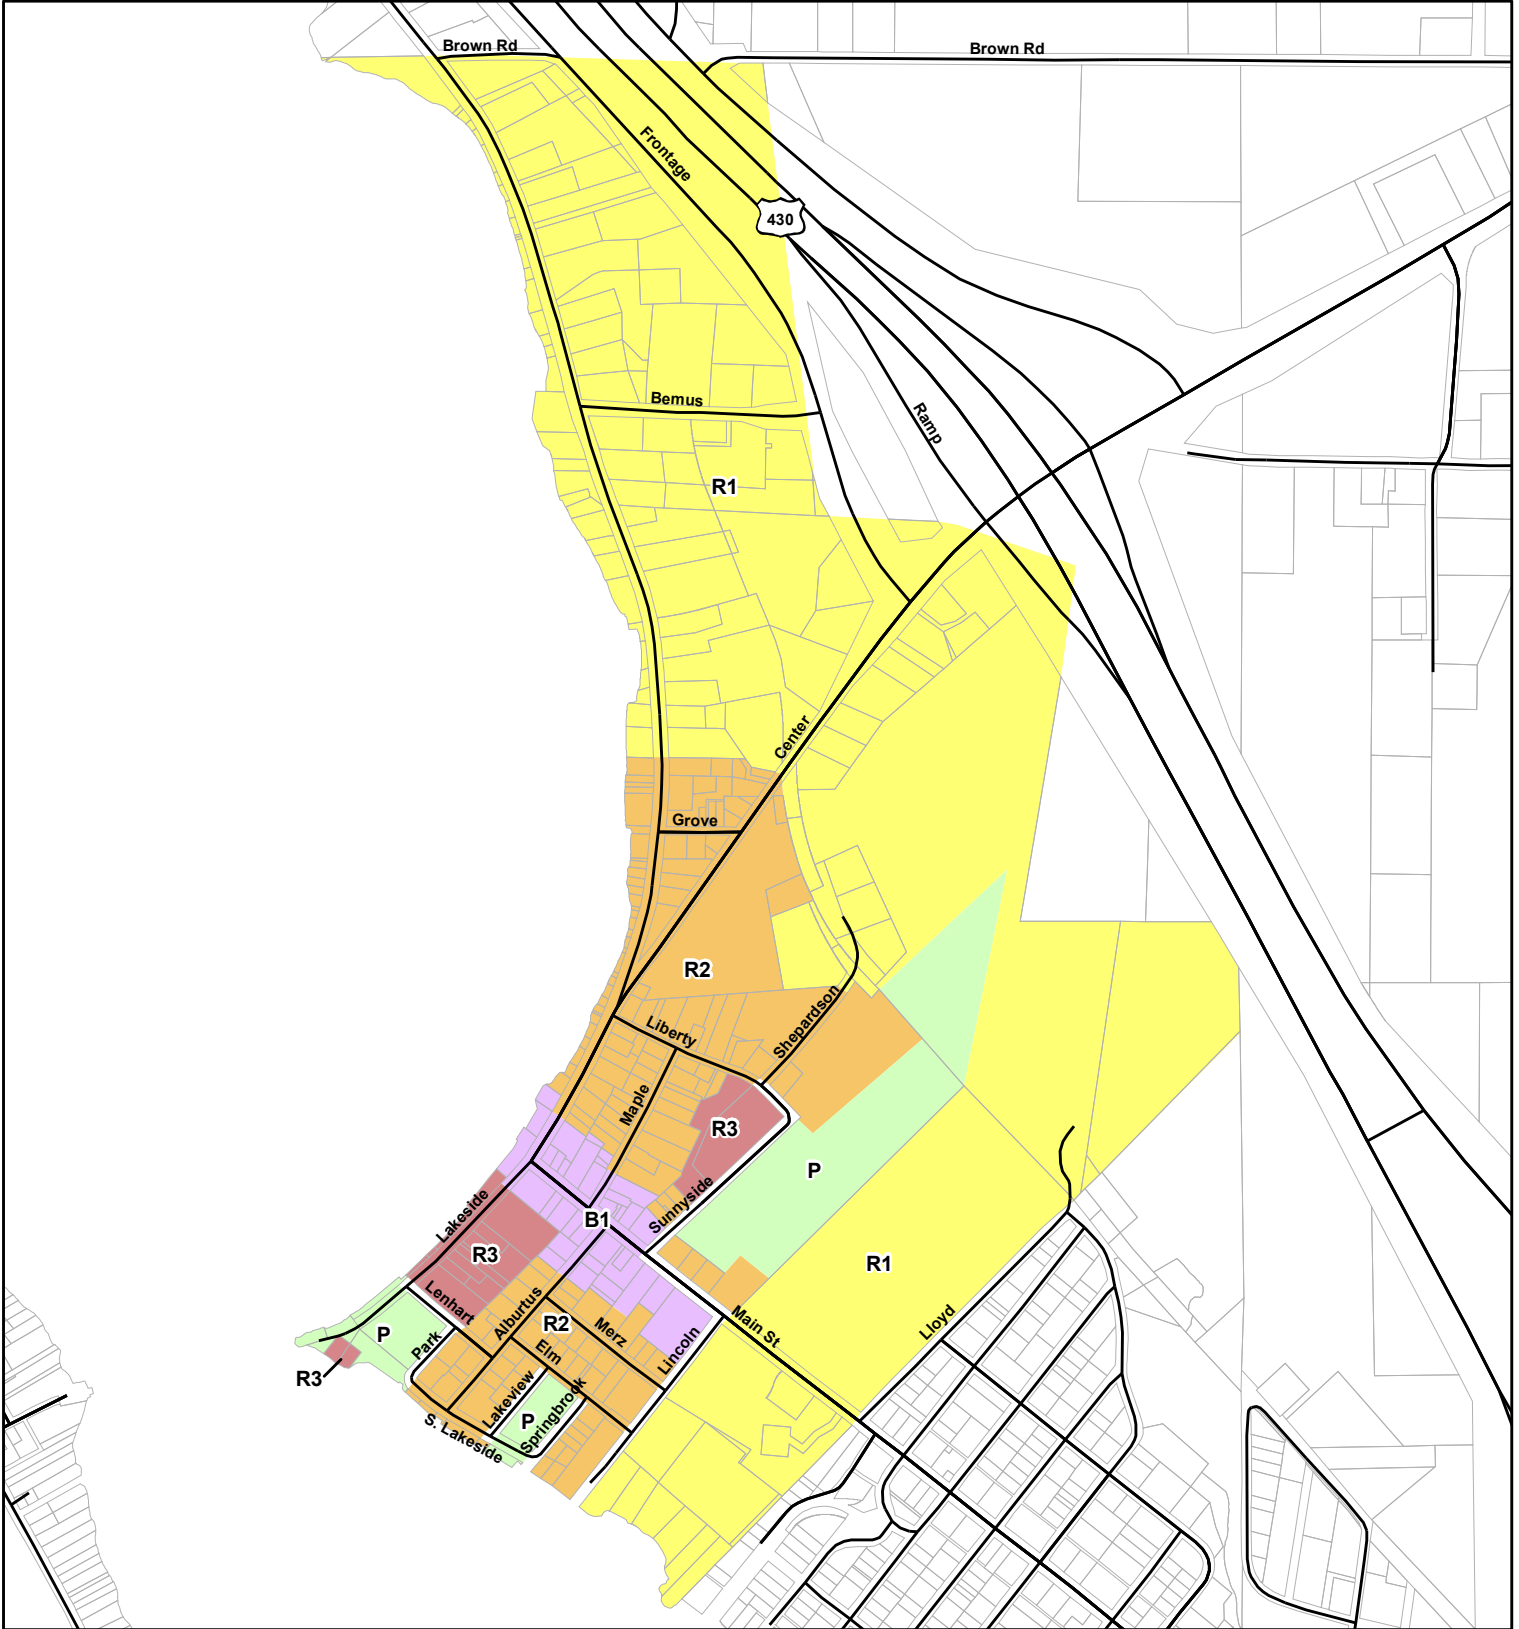 Brown Rd
Brown Rd
Frontage
430
Bemus
Ramp
R1
Center
Grove
R2
Liberty
Shepardson
Maple
R3
P
Sunnyside
Lakeside
B1
R3
R1
Lenhart
Alburtus
R2
Merz
Main St
Lloyd
P
Park
Elm
Lincoln
R3
Lakeview
P
Springbrook
S. Lakeside